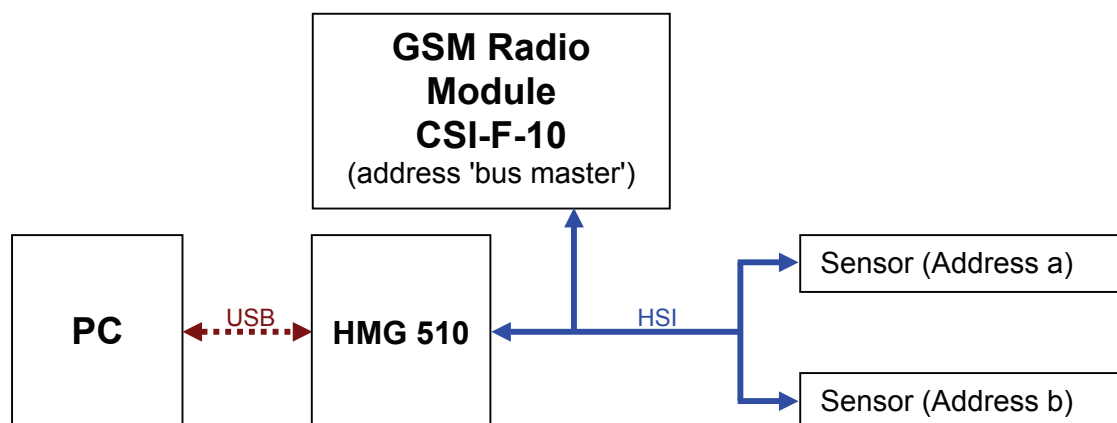 GSM Radio
Module
CSI-F-10
(address 'bus master')
PC
USB
HMG 510
HSI
Sensor (Address a)
Sensor (Address b)